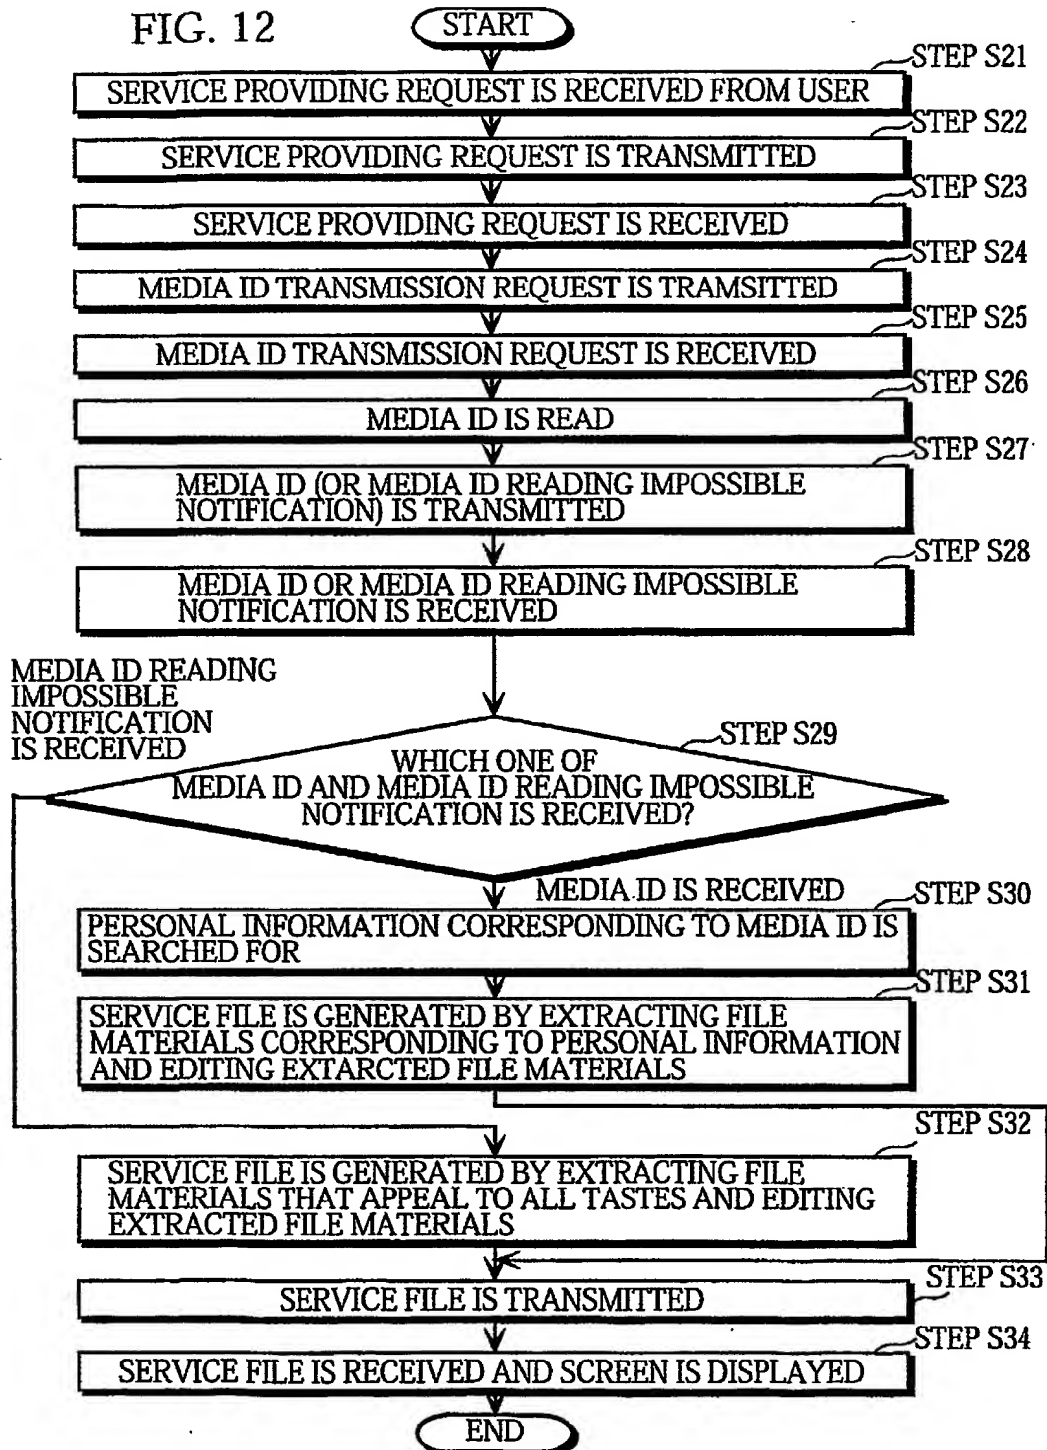 FIG. 12
START
STEP S21
SERVICE PROVIDING REQUEST IS RECEIVED FROM USER
STEP S22
SERVICE PROVIDING REQUEST IS TRANSMITTED
STEP S23
SERVICE PROVIDING REQUEST IS RECEIVED
STEP S24
MEDIA ID TRANSMISSION REQUEST IS TRAMSITTED
STEP S25
MEDIA ID TRANSMISSION REQUEST IS RECEIVED
STEP S26
MEDIA ID IS READ
STEP S27
MEDIA ID (OR MEDIA ID READING IMPOSSIBLE
NOTIFICATION) IS TRANSMITTED
STEP S28
MEDIA ID OR MEDIA ID READING IMPOSSIBLE
NOTIFICATION IS RECEIVED
MEDIA ID READING
IMPOSSIBLE
NOTIFICATION
IS RECEIVED
STEP S29
WHICH ONE OF
MEDIA ID AND MEDIA ID READING IMPOSSIBLE
NOTIFICATION IS RECEIVED?
MEDIA ID IS RECEIVED
STEP S30
PERSONAL INFORMATION CORRESPONDING TO MEDIA ID IS
SEARCHED FOR
STEP S31
SERVICE FILE IS GENERATED BY EXTRACTING FILE
MATERIALS CORRESPONDING TO PERSONAL INFORMATION
AND EDITING EXTARCTED FILE MATERIALS
STEP S32
SERVICE FILE IS GENERATED BY EXTRACTING FILE
MATERIALS THAT APPEAL TO ALL TASTES AND EDITING
EXTRACTED FILE MATERIALS
STEP S33
SERVICE FILE IS TRANSMITTED
STEP S34
SERVICE FILE IS RECEIVED AND SCREEN IS DISPLAYED
END